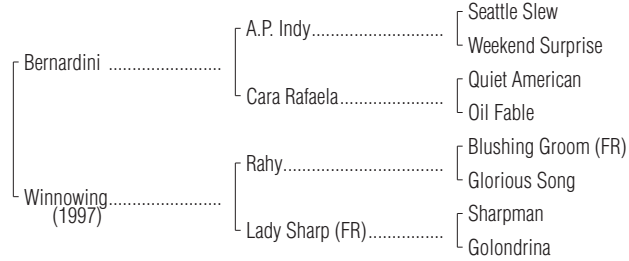 Seattle Slew
A.P. Indy........................
Weekend Surprise
Bernardini ........................
Quiet American
Cara Rafaela......................
Oil Fable
Blushing Groom (FR)
Rahy..................................
Glorious Song
Winnowing........................
(1997)
Sharpman
Lady Sharp (FR)................
Golondrina